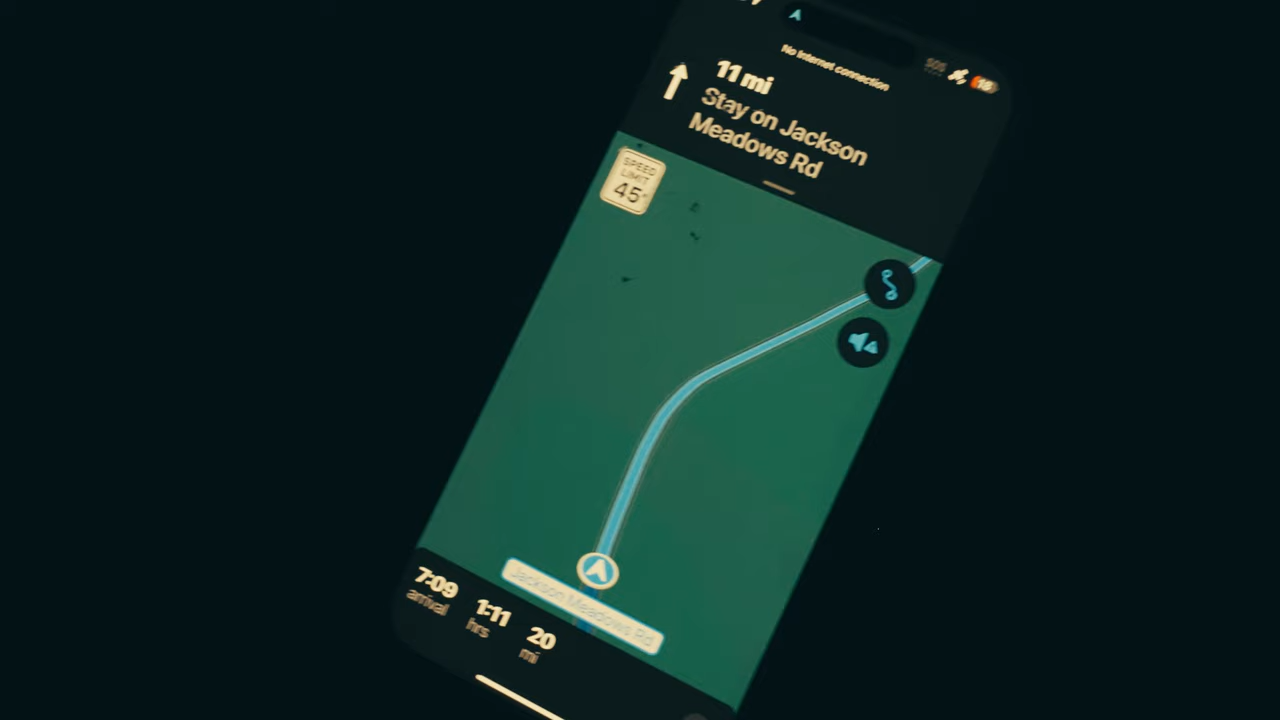 SOS
18
No Internet connection
11 mi
Stay on Jackson
Meadows Rd
SPEED
LIMIT
45
Jackson Meadows Rd
7:09
arrival
1:11
hrs
20
mi